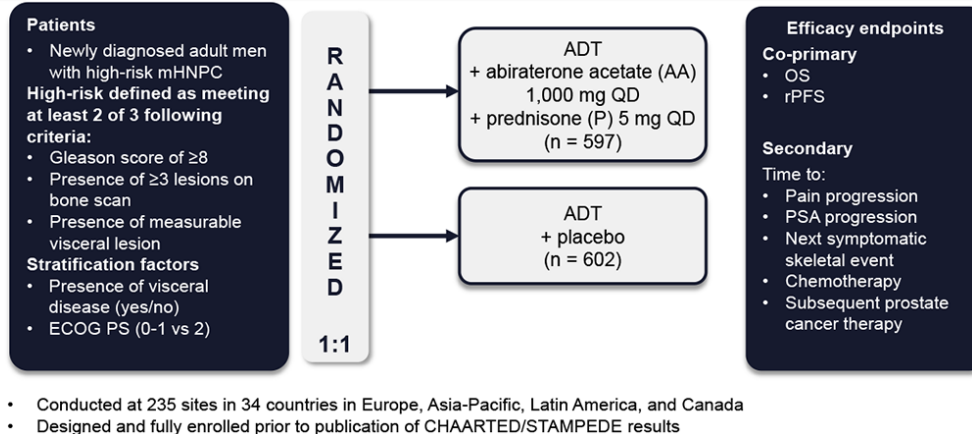 Patients
• Newly diagnosed adult men
with high-risk mHNPC
High-risk defined as meeting
at least 2 of 3 following
criteria:
• Gleason score of ≥8
• Presence of ≥3 lesions on
bone scan
• Presence of measurable
visceral lesion
Stratification factors
• Presence of visceral
disease (yes/no)
• ECOG PS (0-1 vs 2)
R
A
N
D
O
M
I
Z
E
D
1:1
ADT
+ abiraterone acetate (AA)
1,000 mg QD
+ prednisone (P) 5 mg QD
(n = 597)
ADT
+ placebo
(n = 602)
Efficacy endpoints
Co-primary
• OS
• rPFS
Secondary
Time to:
• Pain progression
• PSA progression
• Next symptomatic
skeletal event
• Chemotherapy
• Subsequent prostate
cancer therapy
• Conducted at 235 sites in 34 countries in Europe, Asia-Pacific, Latin America, and Canada
• Designed and fully enrolled prior to publication of CHAARTED/STAMPEDE results